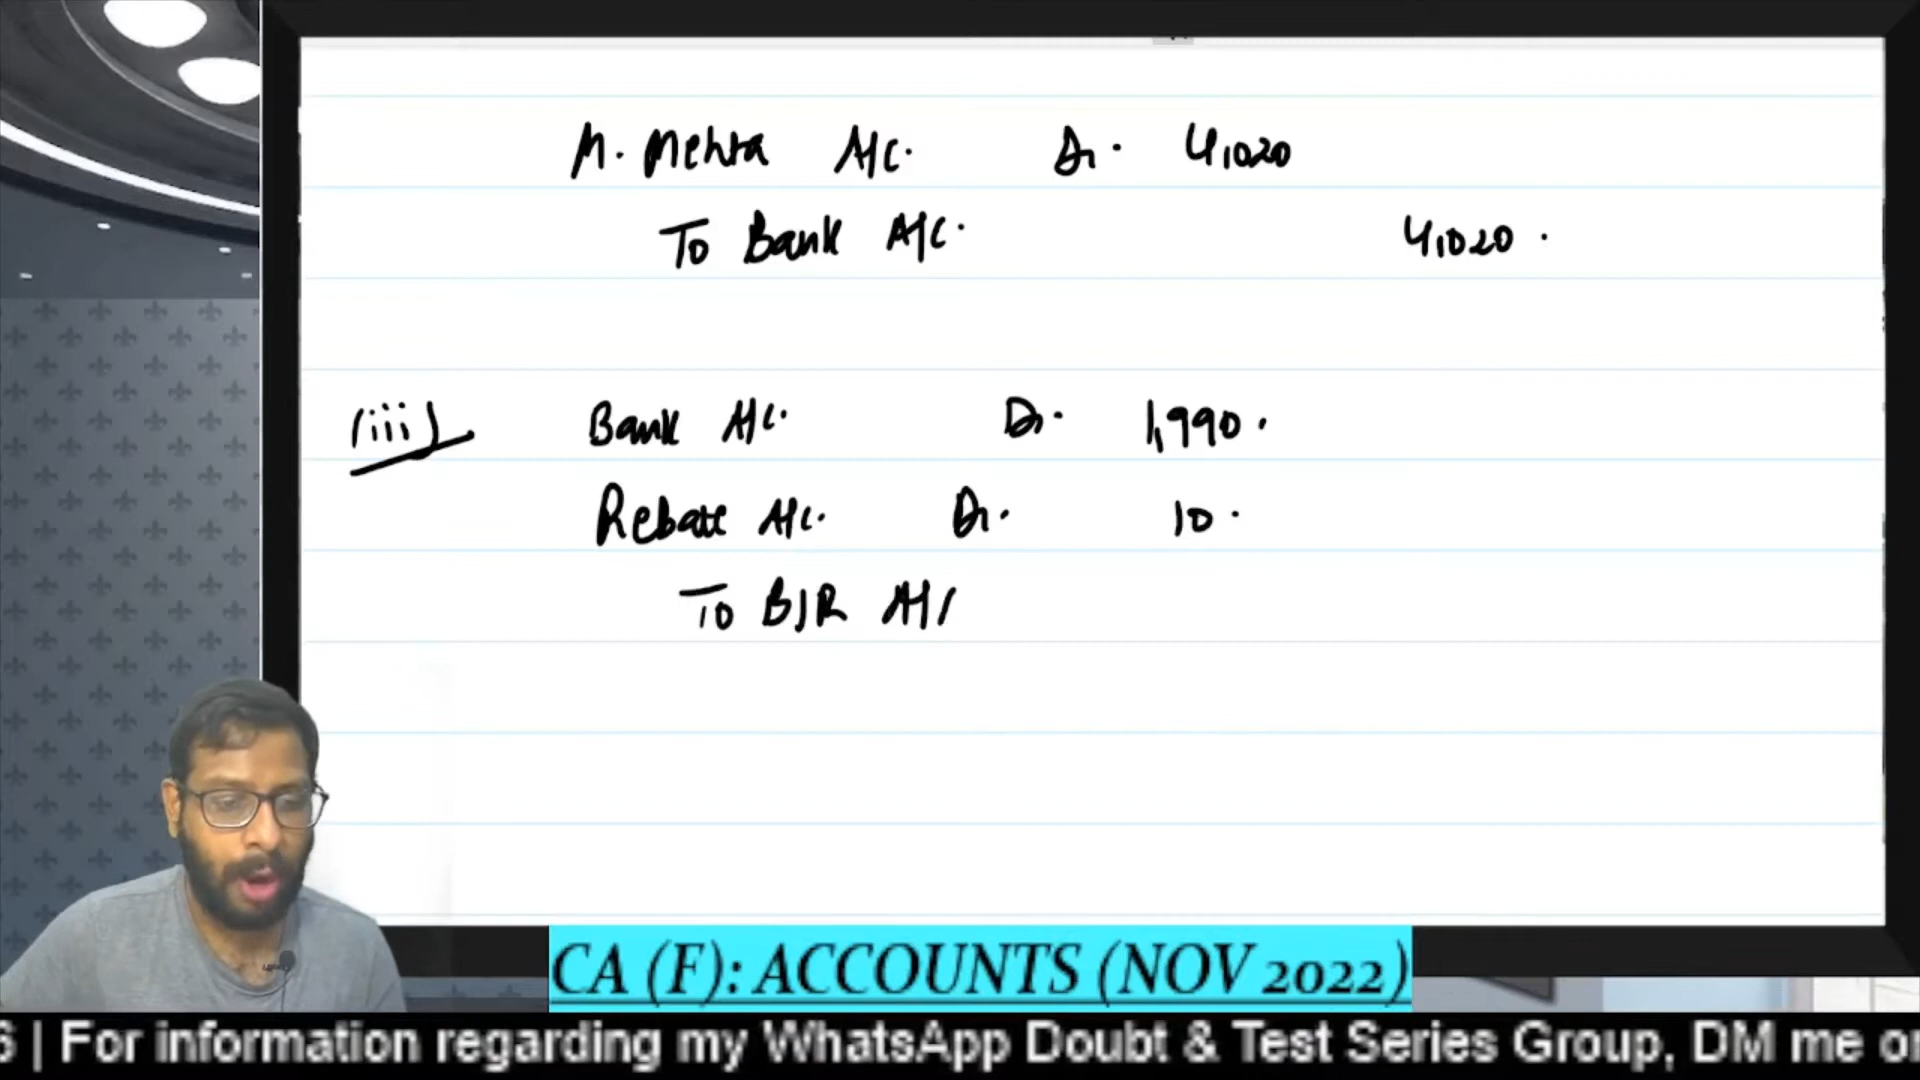 M. Mehta A/c. Dr. 4,020
To Bank A/c. 4,020.
(iii) Bank A/c. Dr. 1,990.
Rebate A/c. Dr. 10.
To B/R A/
CA (F): ACCOUNTS (NOV 2022)
6 | For information regarding my WhatsApp Doubt & Test Series Group, DM me o